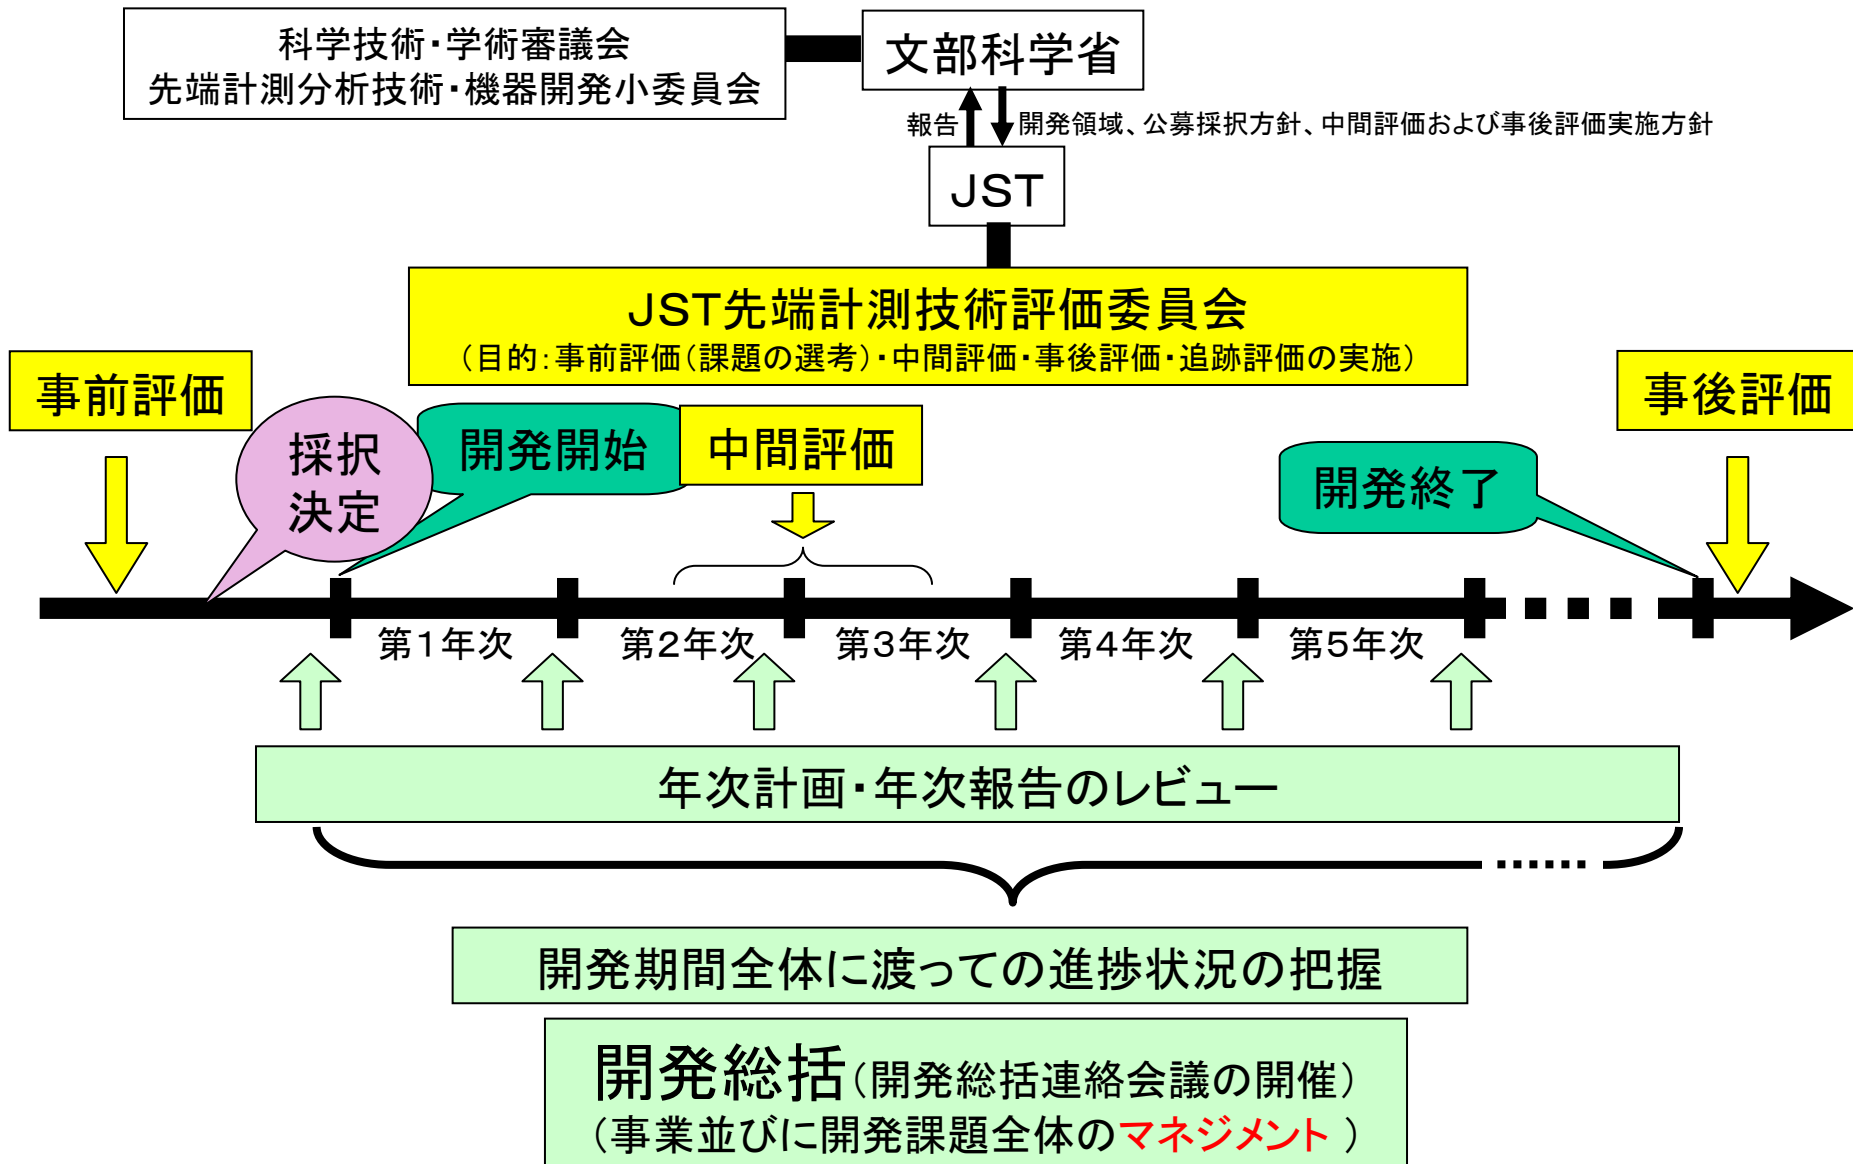 科学技術・学術審議会
先端計測分析技術・機器開発小委員会
文部科学省
報告
開発領域、公募採択方針、中間評価および事後評価実施方針
JST
JST先端計測技術評価委員会
（目的：事前評価（課題の選考）・中間評価・事後評価・追跡評価の実施）
事前評価
採択
決定
開発開始
中間評価
開発終了
事後評価
第1年次
第2年次
第3年次
第4年次
第5年次
年次計画・年次報告のレビュー
開発期間全体に渡っての進捗状況の把握
開発総括（開発総括連絡会議の開催）
（事業並びに開発課題全体のマネジメント ）